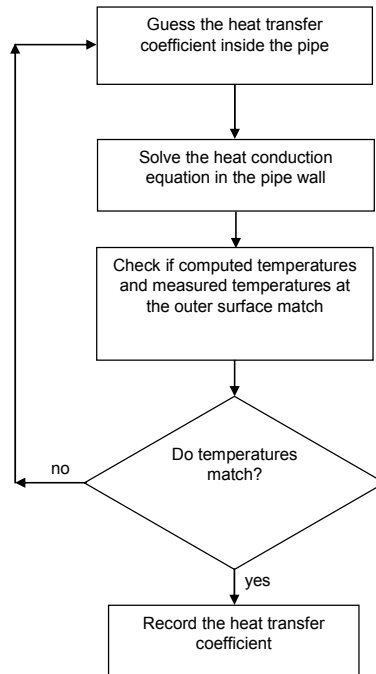 Guess the heat transfer
coefficient inside the pipe
Solve the heat conduction
equation in the pipe wall
Check if computed temperatures
and measured temperatures at
the outer surface match
Do temperatures
match?
no
yes
Record the heat transfer
coefficient